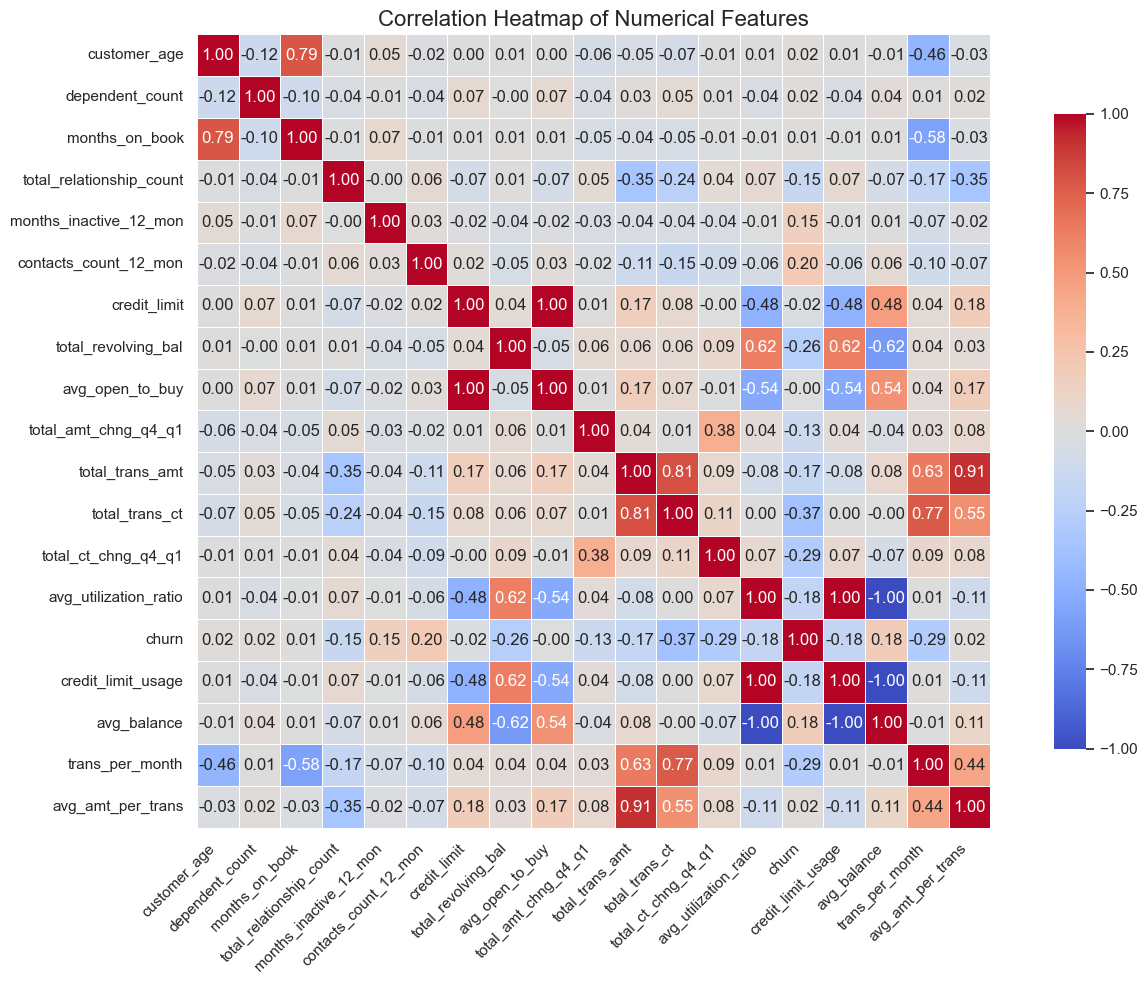 Correlation Heatmap of Numerical Features
customer_age 1.00 -0.12 0.79 -0.01 0.05 -0.02 0.00 0.01 0.00 -0.06 -0.05 -0.07 -0.01 0.01 0.02 0.01 -0.01 -0.46 -0.03
dependent_count -0.12 1.00 -0.10 -0.04 -0.01 -0.04 0.07 -0.00 0.07 -0.04 0.03 0.05 0.01 -0.04 0.02 -0.04 0.04 0.01 0.02
months_on_book 0.79 -0.10 1.00 -0.01 0.07 -0.01 0.01 0.01 0.01 -0.05 -0.04 -0.05 -0.01 -0.01 0.01 -0.01 0.01 -0.58 -0.03
total_relationship_count -0.01 -0.04 -0.01 1.00 -0.00 0.06 -0.07 0.01 -0.07 0.05 -0.35 -0.24 0.04 0.07 -0.15 0.07 -0.07 -0.17 -0.35
months_inactive_12_mon 0.05 -0.01 0.07 -0.00 1.00 0.03 -0.02 -0.04 -0.02 -0.03 -0.04 -0.04 -0.04 -0.01 0.15 -0.01 0.01 -0.07 -0.02
contacts_count_12_mon -0.02 -0.04 -0.01 0.06 0.03 1.00 0.02 -0.05 0.03 -0.02 -0.11 -0.15 -0.09 -0.06 0.20 -0.06 0.06 -0.10 -0.07
credit_limit 0.00 0.07 0.01 -0.07 -0.02 0.02 1.00 0.04 1.00 0.01 0.17 0.08 -0.00 -0.48 -0.02 -0.48 0.48 0.04 0.18
total_revolving_bal 0.01 -0.00 0.01 0.01 -0.04 -0.05 0.04 1.00 -0.05 0.06 0.06 0.06 0.09 0.62 -0.26 0.62 -0.62 0.04 0.03
avg_open_to_buy 0.00 0.07 0.01 -0.07 -0.02 0.03 1.00 -0.05 1.00 0.01 0.17 0.07 -0.01 -0.54 -0.00 -0.54 0.54 0.04 0.17
total_amt_chng_q4_q1 -0.06 -0.04 -0.05 0.05 -0.03 -0.02 0.01 0.06 0.01 1.00 0.04 0.01 0.38 0.04 -0.13 0.04 -0.04 0.03 0.08
total_trans_amt -0.05 0.03 -0.04 -0.35 -0.04 -0.11 0.17 0.06 0.17 0.04 1.00 0.81 0.09 -0.08 -0.17 -0.08 0.08 0.63 0.91
total_trans_ct -0.07 0.05 -0.05 -0.24 -0.04 -0.15 0.08 0.06 0.07 0.01 0.81 1.00 0.11 0.00 -0.37 0.00 -0.00 0.77 0.55
total_ct_chng_q4_q1 -0.01 0.01 -0.01 0.04 -0.04 -0.09 -0.00 0.09 -0.01 0.38 0.09 0.11 1.00 0.07 -0.29 0.07 -0.07 0.09 0.08
avg_utilization_ratio 0.01 -0.04 -0.01 0.07 -0.01 -0.06 -0.48 0.62 -0.54 0.04 -0.08 0.00 0.07 1.00 -0.18 1.00 -1.00 0.01 -0.11
churn 0.02 0.02 0.01 -0.15 0.15 0.20 -0.02 -0.26 -0.00 -0.13 -0.17 -0.37 -0.29 -0.18 1.00 -0.18 0.18 -0.29 0.02
credit_limit_usage 0.01 -0.04 -0.01 0.07 -0.01 -0.06 -0.48 0.62 -0.54 0.04 -0.08 0.00 0.07 1.00 -0.18 1.00 -1.00 0.01 -0.11
avg_balance -0.01 0.04 0.01 -0.07 0.01 0.06 0.48 -0.62 0.54 -0.04 0.08 -0.00 -0.07 -1.00 0.18 -1.00 1.00 -0.01 0.11
trans_per_month -0.46 0.01 -0.58 -0.17 -0.07 -0.10 0.04 0.04 0.04 0.03 0.63 0.77 0.09 0.01 -0.29 0.01 -0.01 1.00 0.44
avg_amt_per_trans -0.03 0.02 -0.03 -0.35 -0.02 -0.07 0.18 0.03 0.17 0.08 0.91 0.55 0.08 -0.11 0.02 -0.11 0.11 0.44 1.00
customer_age
dependent_count
months_on_book
total_relationship_count
months_inactive_12_mon
contacts_count_12_mon
credit_limit
total_revolving_bal
avg_open_to_buy
total_amt_chng_q4_q1
total_trans_amt
total_trans_ct
total_ct_chng_q4_q1
avg_utilization_ratio
churn
credit_limit_usage
avg_balance
trans_per_month
avg_amt_per_trans
1.00
0.75
0.50
0.25
0.00
−0.25
−0.50
−0.75
−1.00